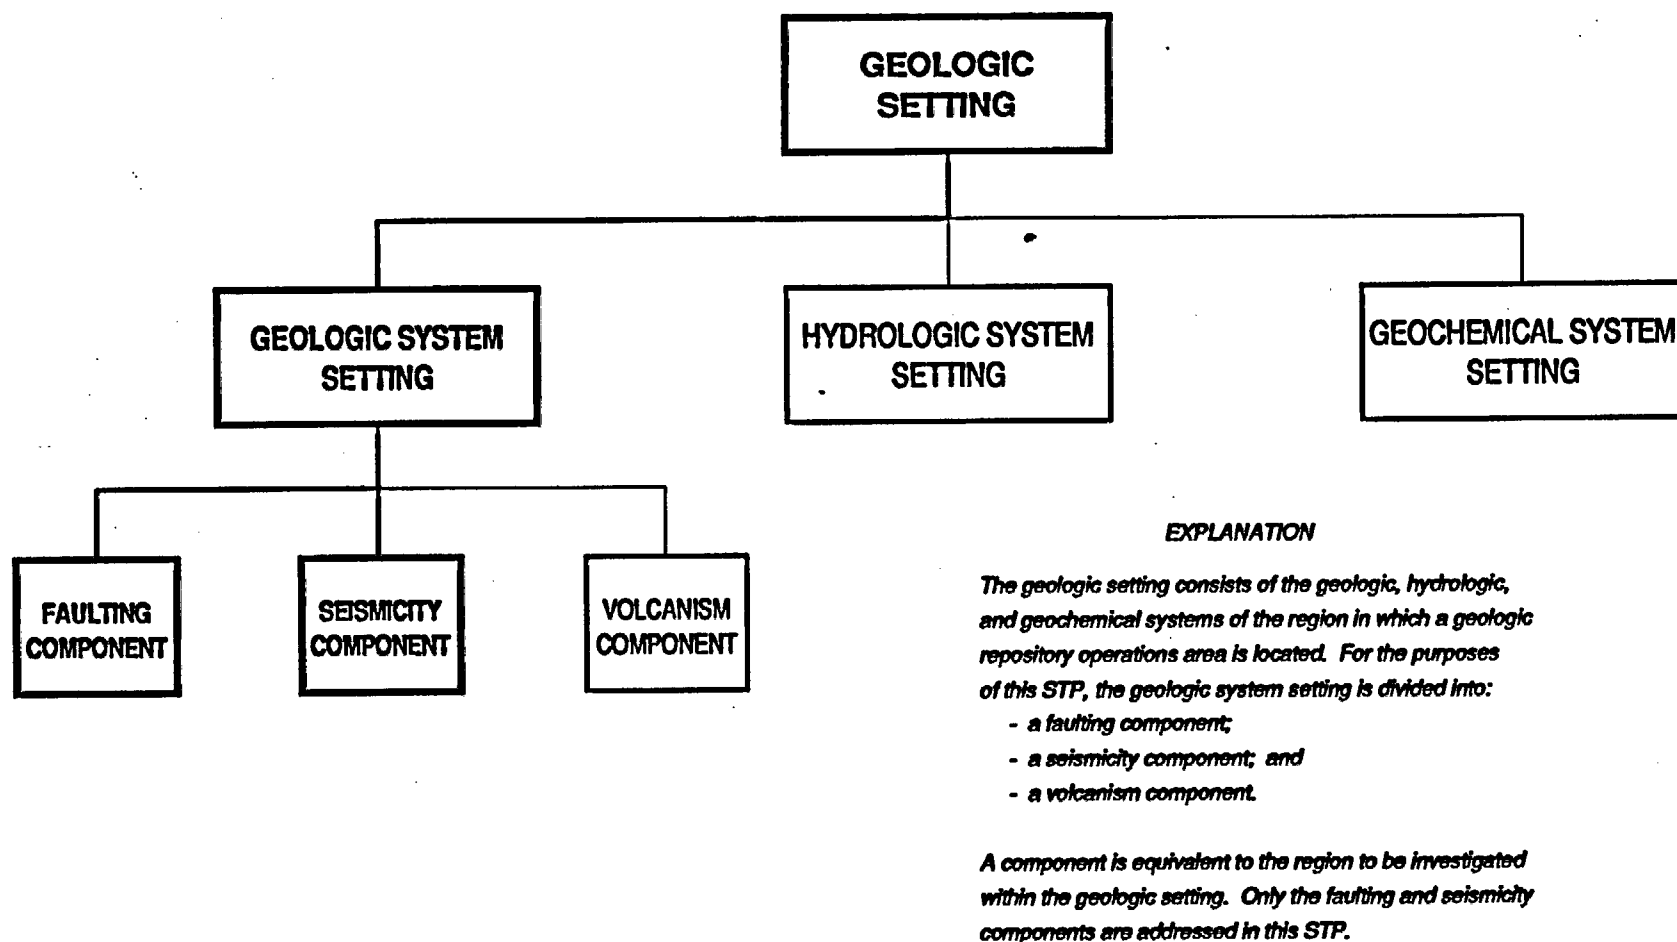 GEOLOGIC
SETTING
GEOLOGIC SYSTEM
SETTING
HYDROLOGIC SYSTEM
SETTING
GEOCHEMICAL SYSTEM
SETTING
FAULTING
COMPONENT
SEISMICITY
COMPONENT
VOLCANISM
COMPONENT
EXPLANATION
The geologic setting consists of the geologic, hydrologic,
and geochemical systems of the region in which a geologic
repository operations area is located. For the purposes
of this STP, the geologic system setting is divided into:
- a faulting component;
- a seismicity component; and
- a volcanism component.
A component is equivalent to the region to be investigated
within the geologic setting. Only the faulting and seismicity
components are addressed in this STP.